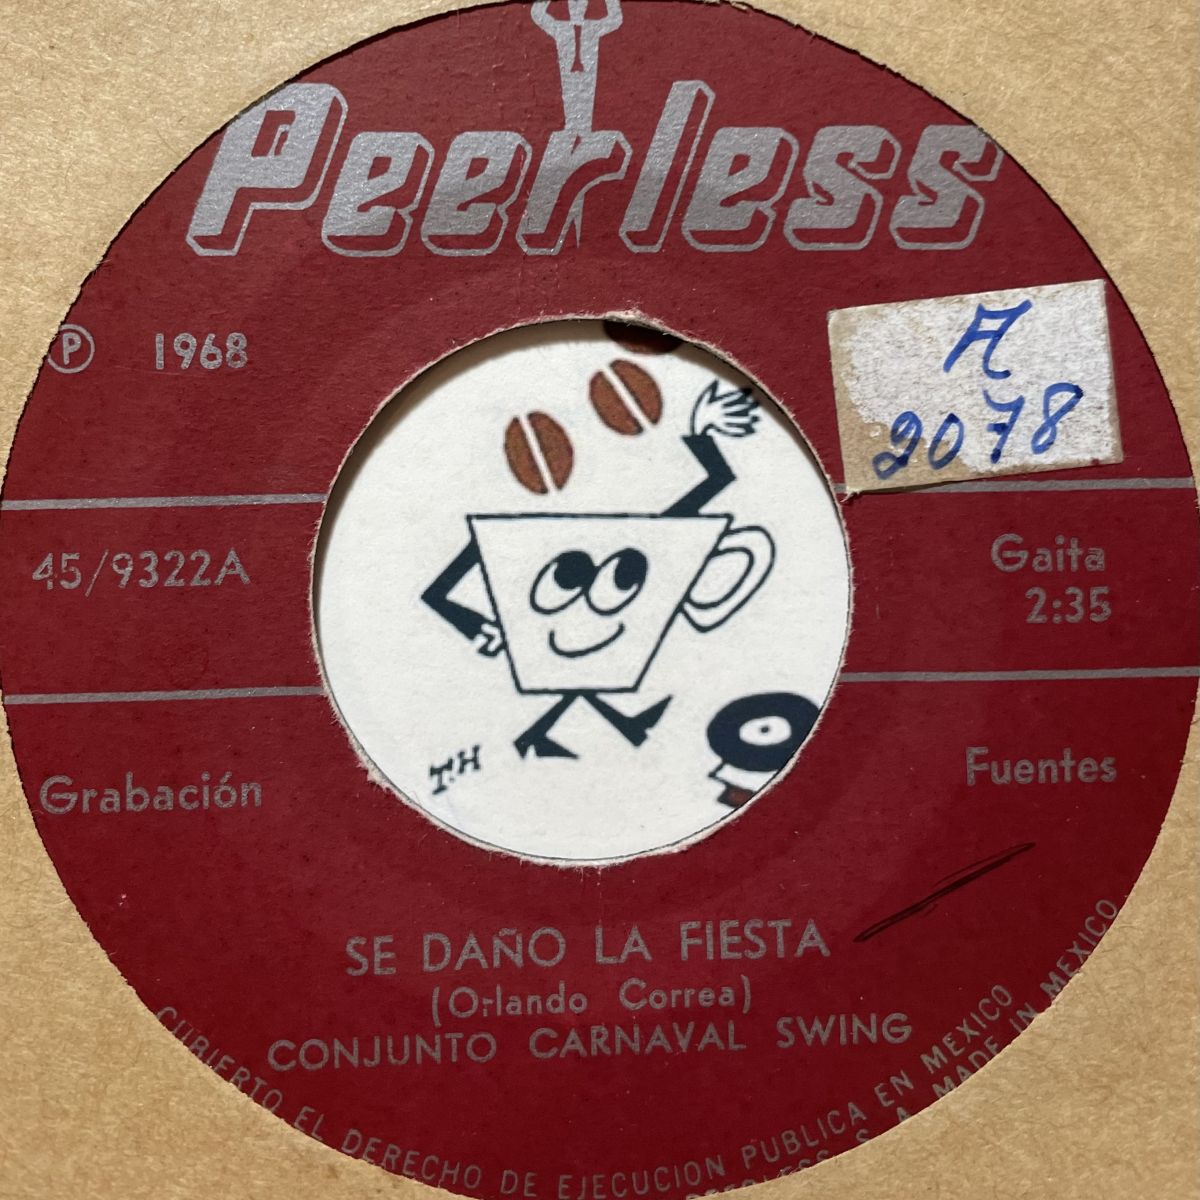 Peerless
℗ 1968
A
2078
45/9322A
Gaita
2:35
T.H
Grabación
Fuentes
SE DAÑO LA FIESTA
(Orlando Correa)
CONJUNTO CARNAVAL SWING
CUBIERTO EL DERECHO DE EJECUCION PUBLICA EN MEXICO
PEERLESS, S. A. MADE IN MEXICO